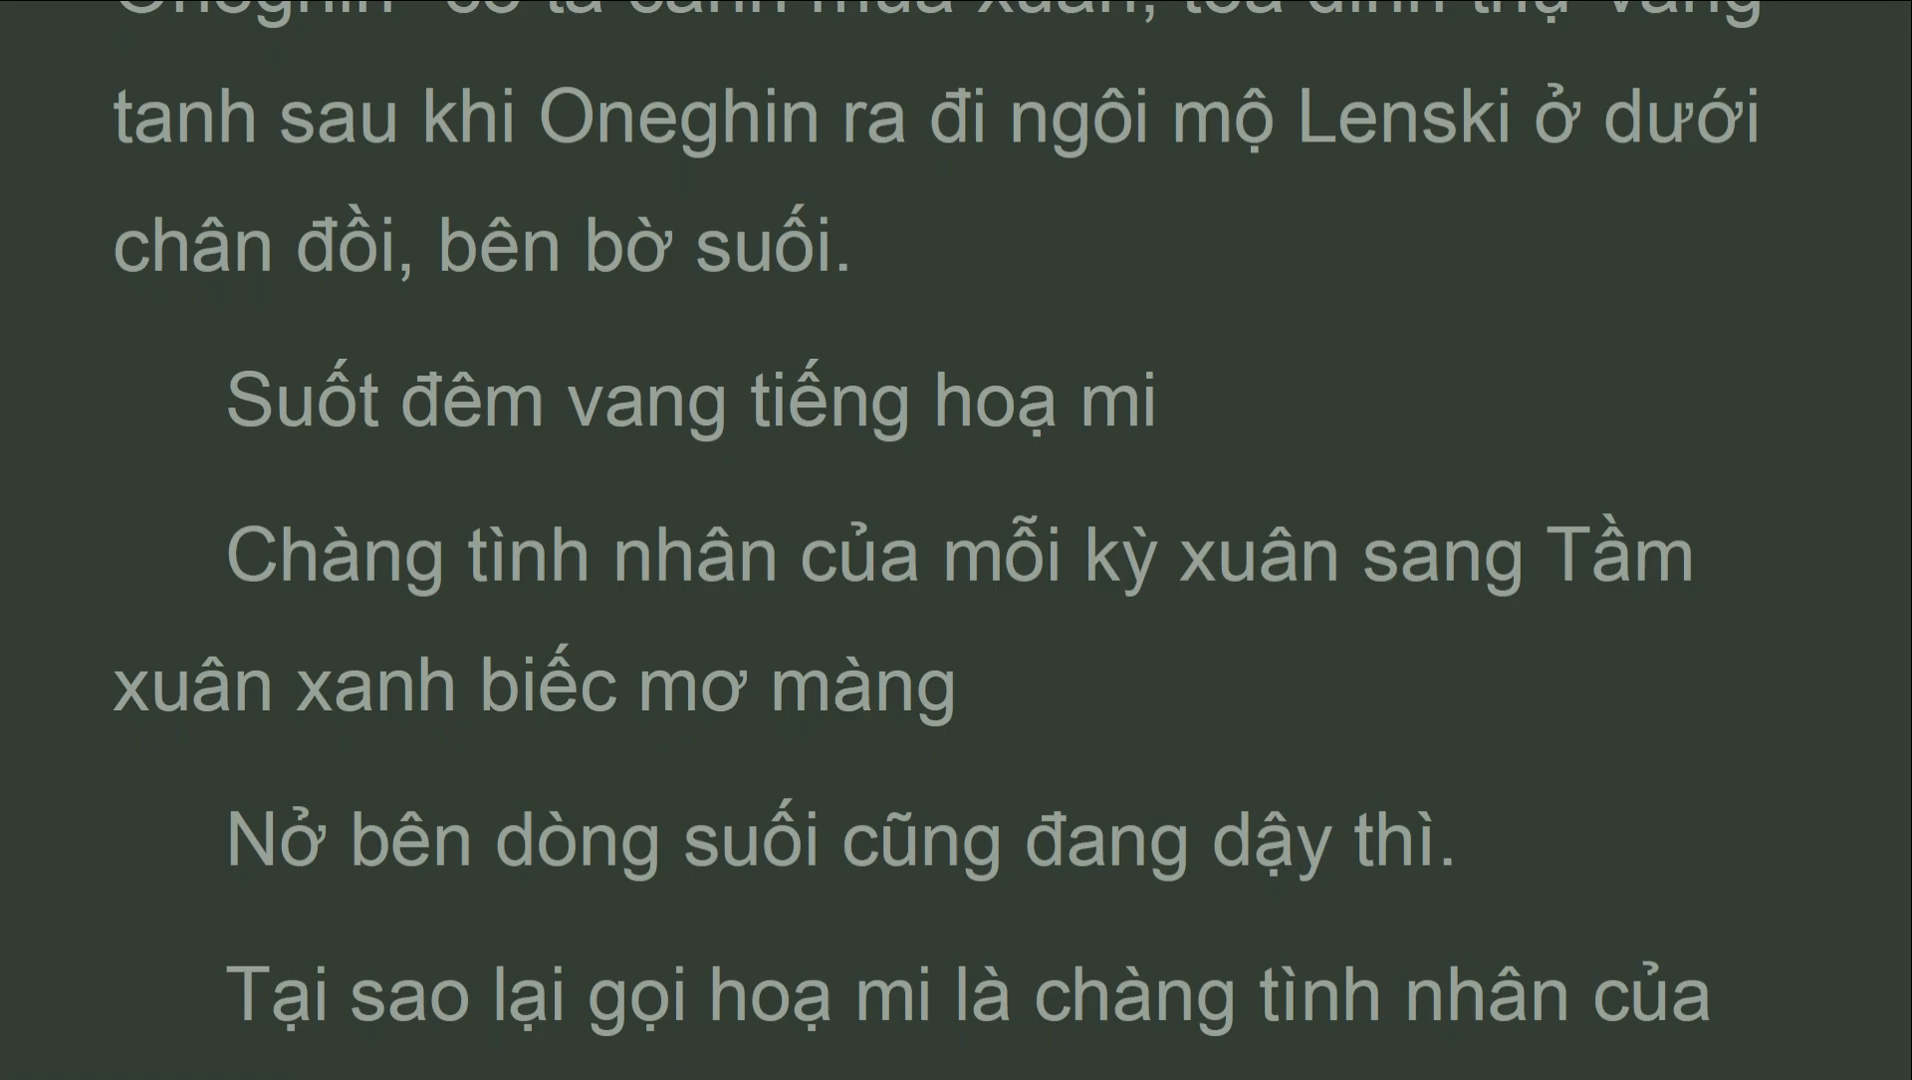 tanh sau khi Oneghin ra đi ngôi mộ Lenski ở dưới
chân đồi, bên bờ suối.
Suốt đêm vang tiếng hoạ mi
Chàng tình nhân của mỗi kỳ xuân sang Tầm
xuân xanh biếc mơ màng
Nở bên dòng suối cũng đang dậy thì.
Tại sao lại gọi hoạ mi là chàng tình nhân của